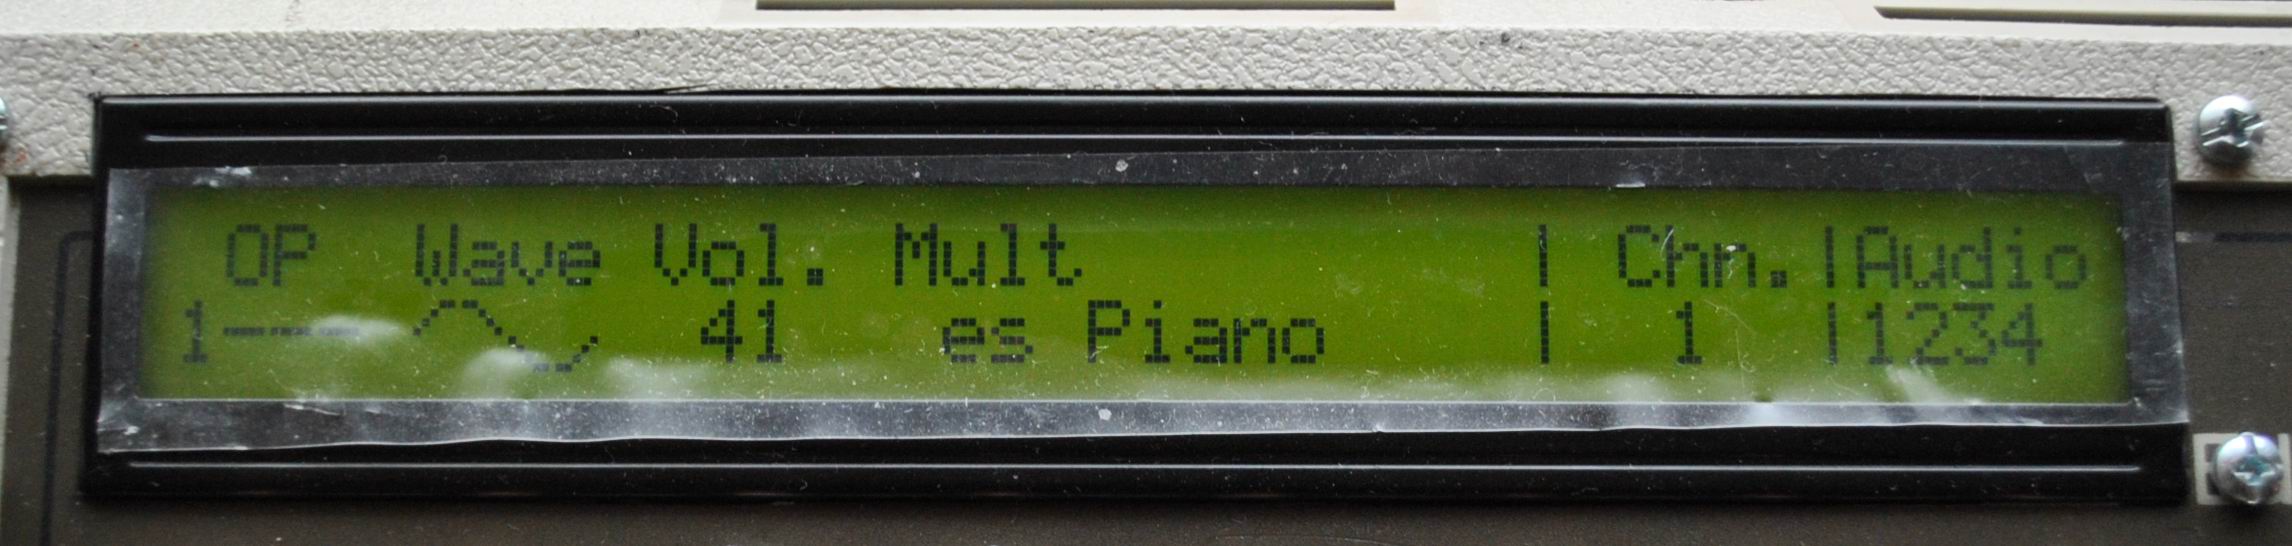 OP Wave Vol. Mult | Chn. |Audio
1 41 es Piano | 1 |1234